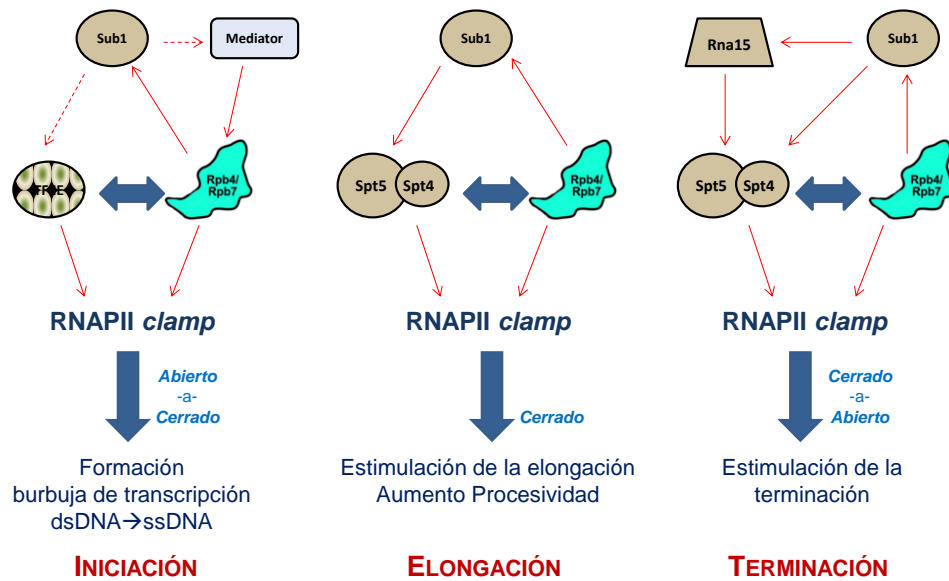 Sub1
Mediator
Rpb4/
Rpb7
RNAPII clamp
Abierto
-a-
Cerrado
Formación
burbuja de transcripción
dsDNA→ssDNA
INICIACIÓN
Sub1
Spt5
Spt4
Rpb4/
Rpb7
RNAPII clamp
Cerrado
Estimulación de la elongación
Aumento Procesividad
ELONGACIÓN
Rna15
Sub1
Spt5
Spt4
Rpb4/
Rpb7
RNAPII clamp
Cerrado
-a-
Abierto
Estimulación de la
terminación
TERMINACIÓN